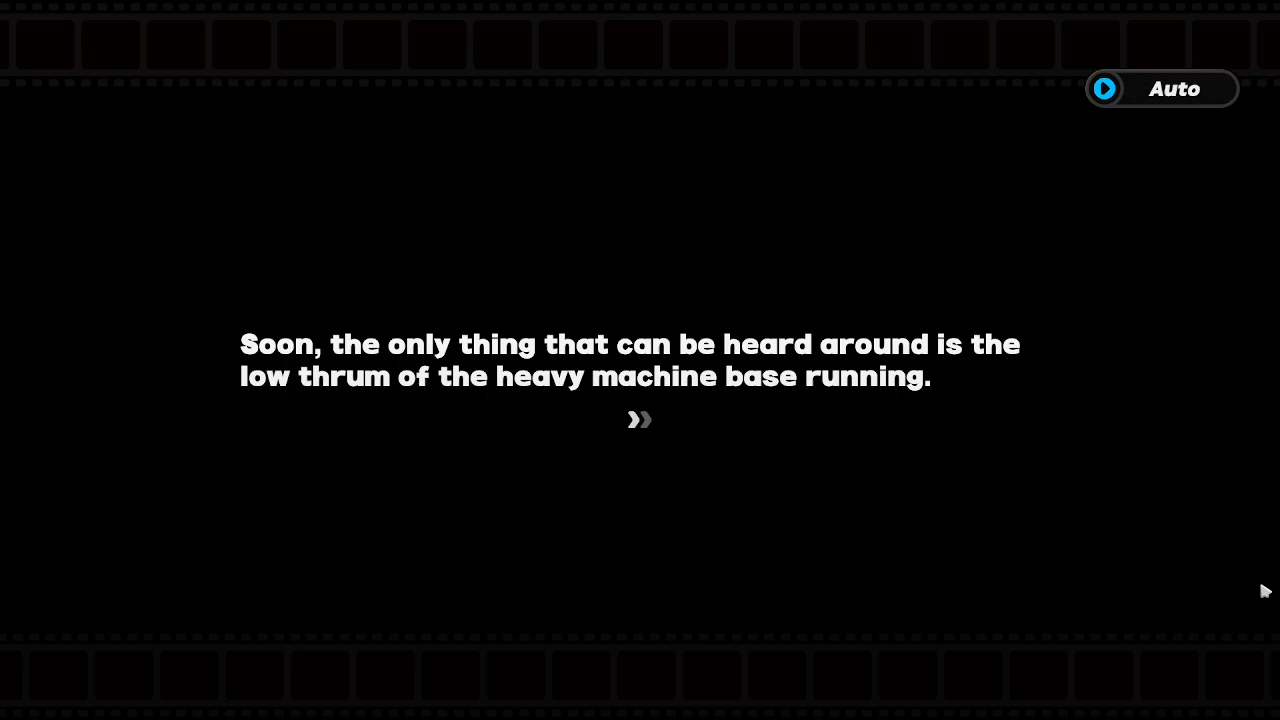 Auto
Soon, the only thing that can be heard around is the
low thrum of the heavy machine base running.